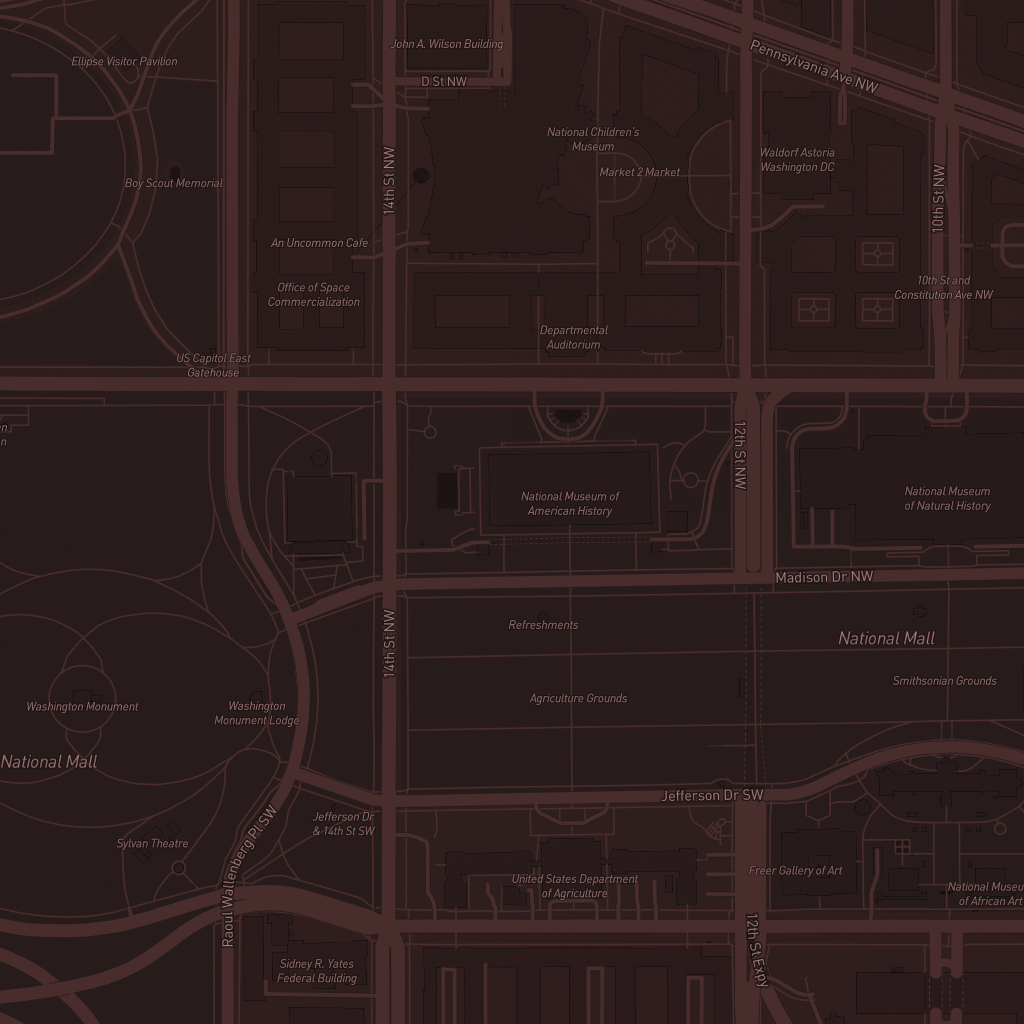 John A. Wilson Building
Ellipse Visitor Pavilion
Pennsylvania Ave NW
D St NW
National Children's
Museum
Waldorf Astoria
Washington DC
14th St NW
Market 2 Market
Boy Scout Memorial
10th St NW
An Uncommon Cafe
Office of Space
Commercialization
10th St and
Constitution Ave NW
Departmental
Auditorium
US Capitol East
Gatehouse
12th St NW
National Museum of
American History
National Museum
of Natural History
Madison Dr NW
Refreshments
14th St NW
National Mall
Smithsonian Grounds
Agriculture Grounds
Washington Monument
Washington
Monument Lodge
National Mall
Jefferson Dr SW
Jefferson Dr
& 14th St SW
Sylvan Theatre
Raoul Wallenberg Pl SW
Freer Gallery of Art
United States Department
of Agriculture
National Museu
of African Art
12th St Expy
Sidney R. Yates
Federal Building